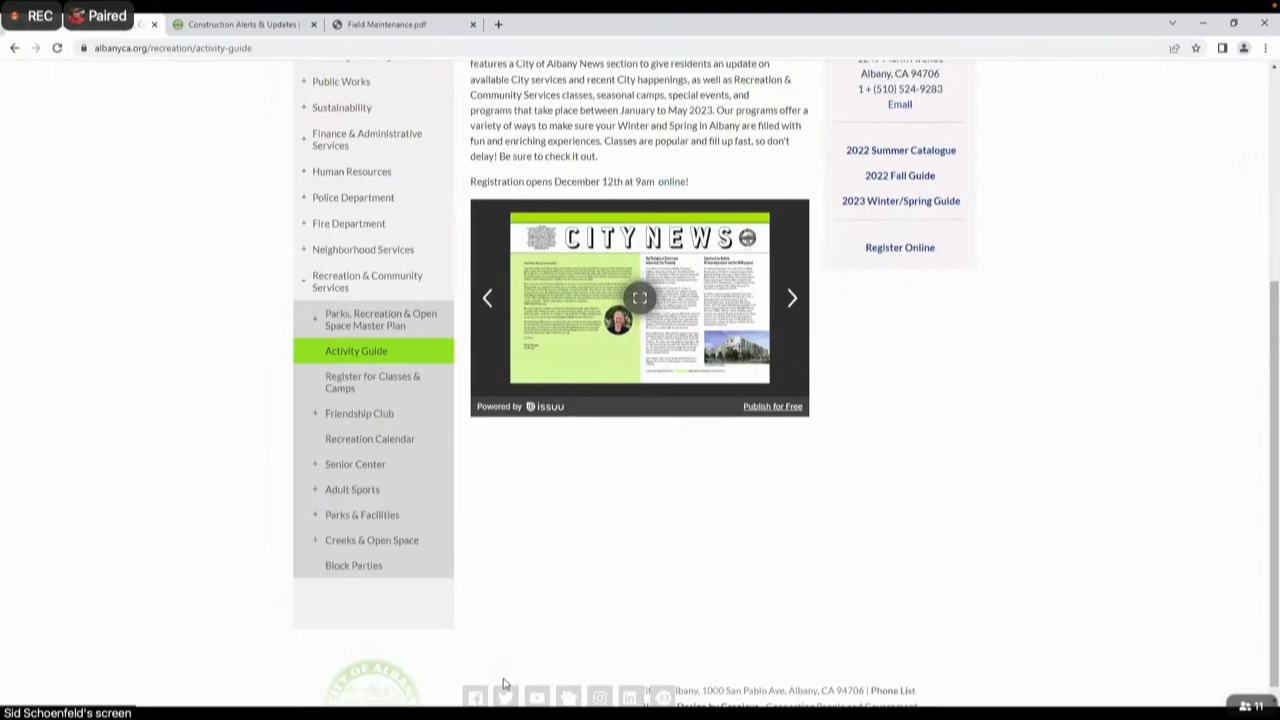 REC
Paired
Construction Alerts & Updates |
Field Maintenance.pdf
albanyca.org/recreation/activity-guide
Public Works
Sustainability
Finance & Administrative
Services
Human Resources
Police Department
Fire Department
Neighborhood Services
Recreation & Community
Services
Parks, Recreation & Open
Space Master Plan
Activity Guide
Register for Classes &
Camps
Friendship Club
Recreation Calendar
Senior Center
Adult Sports
Parks & Facilities
Creeks & Open Space
Block Parties
features a City of Albany News section to give residents an update on
available City services and recent City happenings, as well as Recreation &
Community Services classes, seasonal camps, special events, and
programs that take place between January to May 2023. Our programs offer a
variety of ways to make sure your Winter and Spring in Albany are filled with
fun and enriching experiences. Classes are popular and fill up fast, so don't
delay! Be sure to check it out.
Registration opens December 12th at 9am online!
CITY NEWS
Powered by issuu
Publish for Free
Albany, CA 94706
1 + (510) 524-9283
Email
2022 Summer Catalogue
2022 Fall Guide
2023 Winter/Spring Guide
Register Online
CITY OF ALBA
lbany, 1000 San Pablo Ave. Albany, CA 94706 | Phone List
Sid Schoenfeld's screen
11